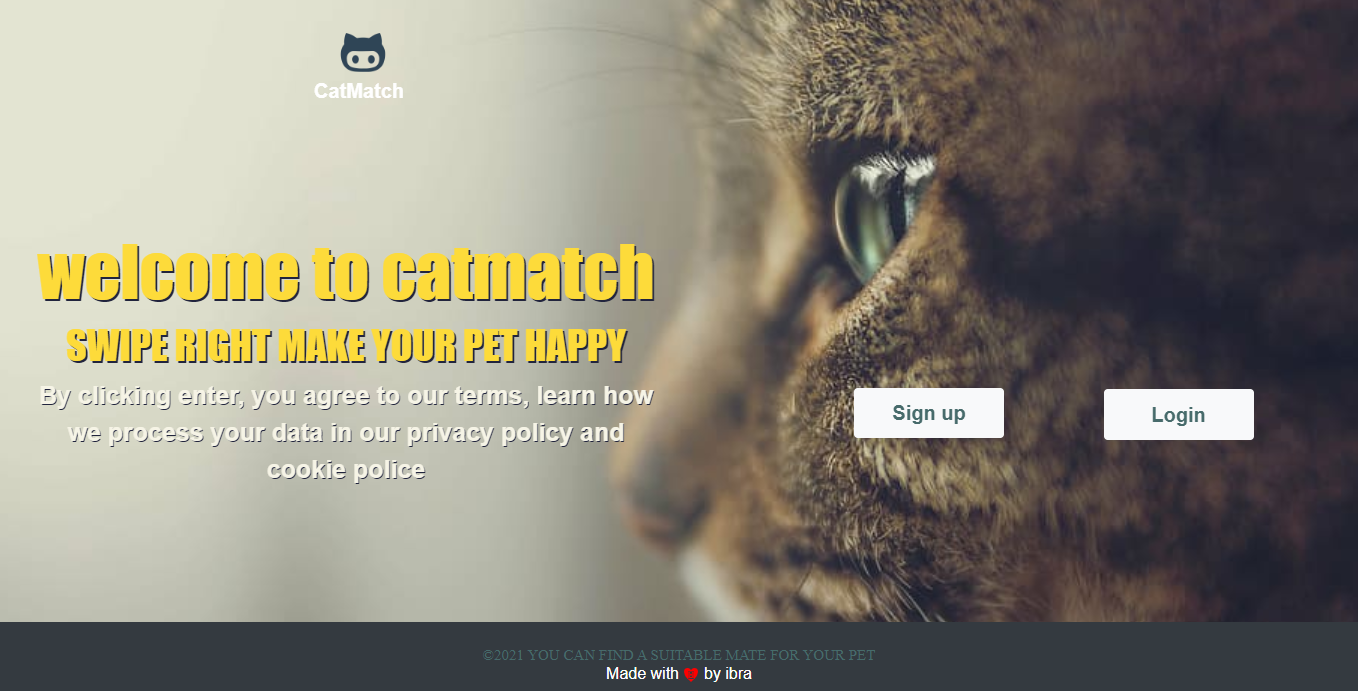 CatMatch
welcome to catmatch
SWIPE RIGHT MAKE YOUR PET HAPPY
By clicking enter, you agree to our terms, learn how
we process your data in our privacy policy and
cookie police
Sign up
Login
©2021 YOU CAN FIND A SUITABLE MATE FOR YOUR PET
Made with by ibra